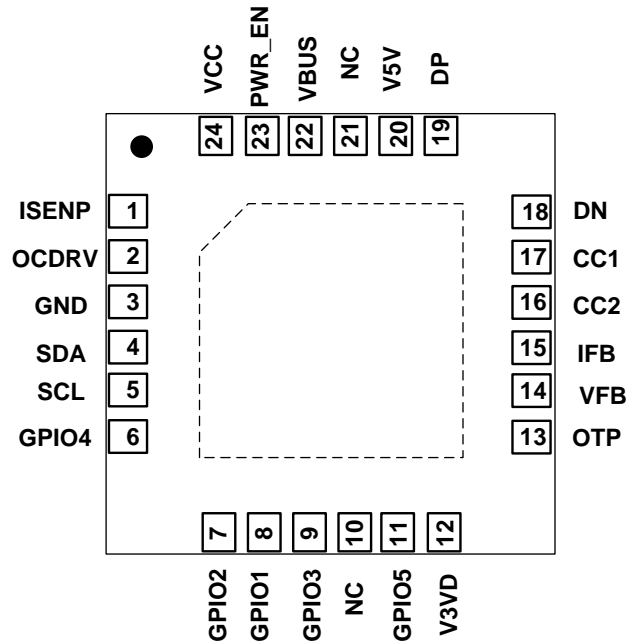 VCC PWR_EN VBUS NC V5V DP
24 23 22 21 20 19
ISENP 1 18 DN
OCDRV 2 17 CC1
GND 3 16 CC2
SDA 4 15 IFB
SCL 5 14 VFB
GPIO4 6 13 OTP
7 8 9 10 11 12
GPIO2 GPIO1 GPIO3 NC GPIO5 V3VD